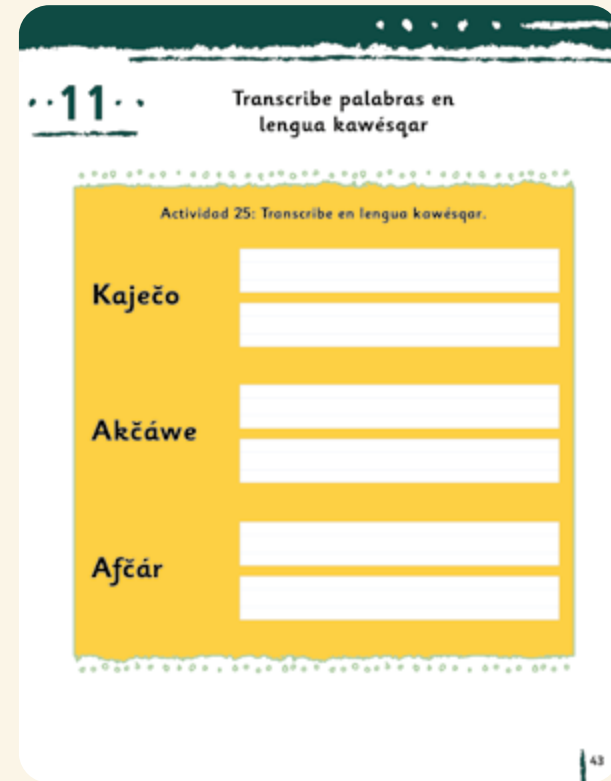 11
Transcribe palabras en
lengua kawésqar
Actividad 25: Transcribe en lengua kawésqar.
Kaječo
Akčáwe
Afčár
43